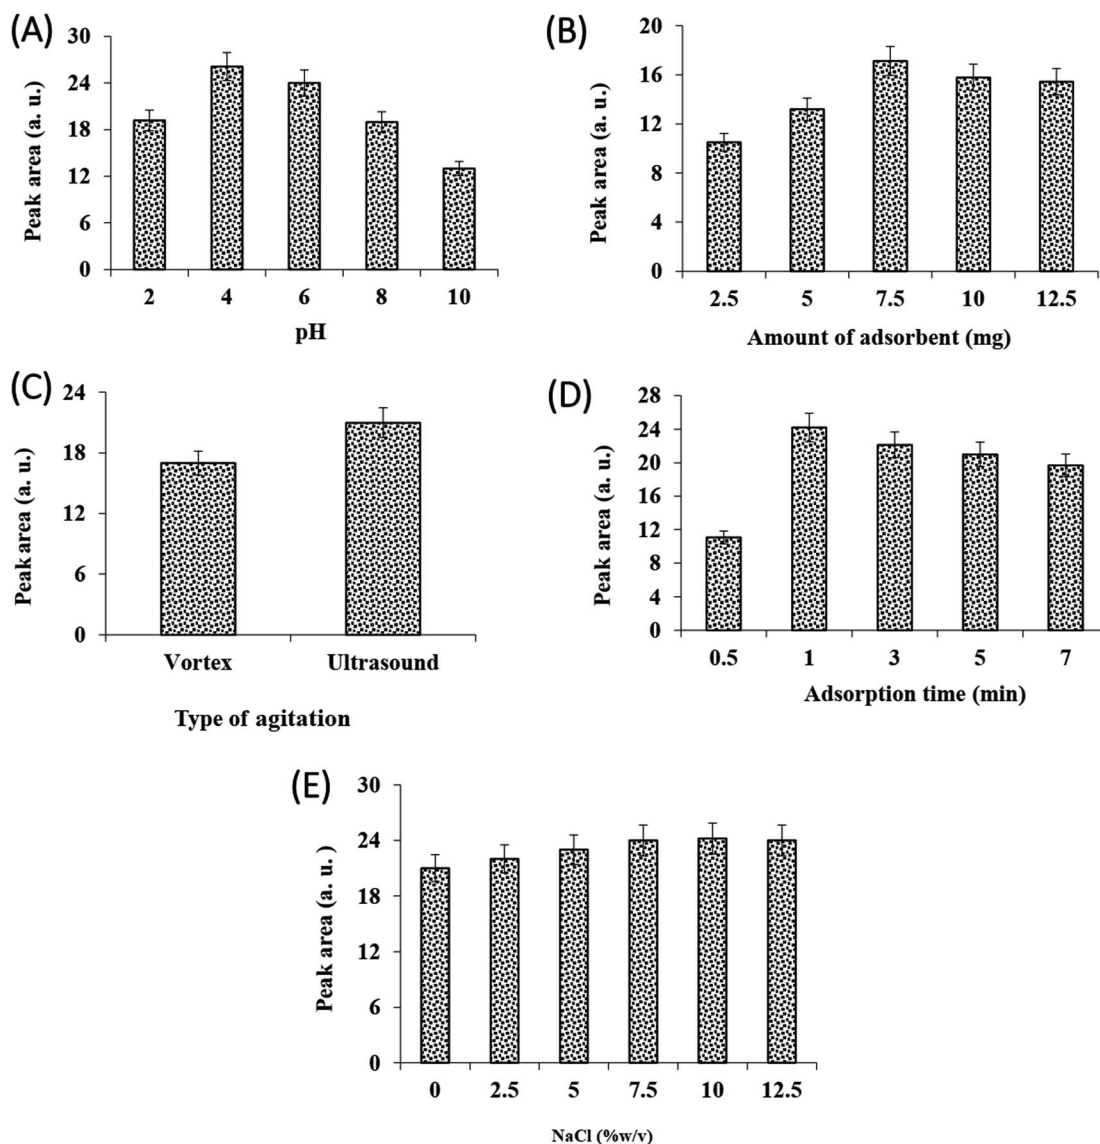 (A)
Peak area (a. u.)
30
24
18
12
6
0
2 4 6 8 10
pH
(B)
Peak area (a. u.)
20
16
12
8
4
0
2.5 5 7.5 10 12.5
Amount of adsorbent (mg)
(C)
Peak area (a. u.)
24
18
12
6
0
Vortex Ultrasound
Type of agitation
(D)
Peak area (a. u.)
28
24
20
16
12
8
4
0
0.5 1 3 5 7
Adsorption time (min)
(E)
Peak area (a. u. )
30
24
18
12
6
0
0 2.5 5 7.5 10 12.5
NaCl (%w/v)